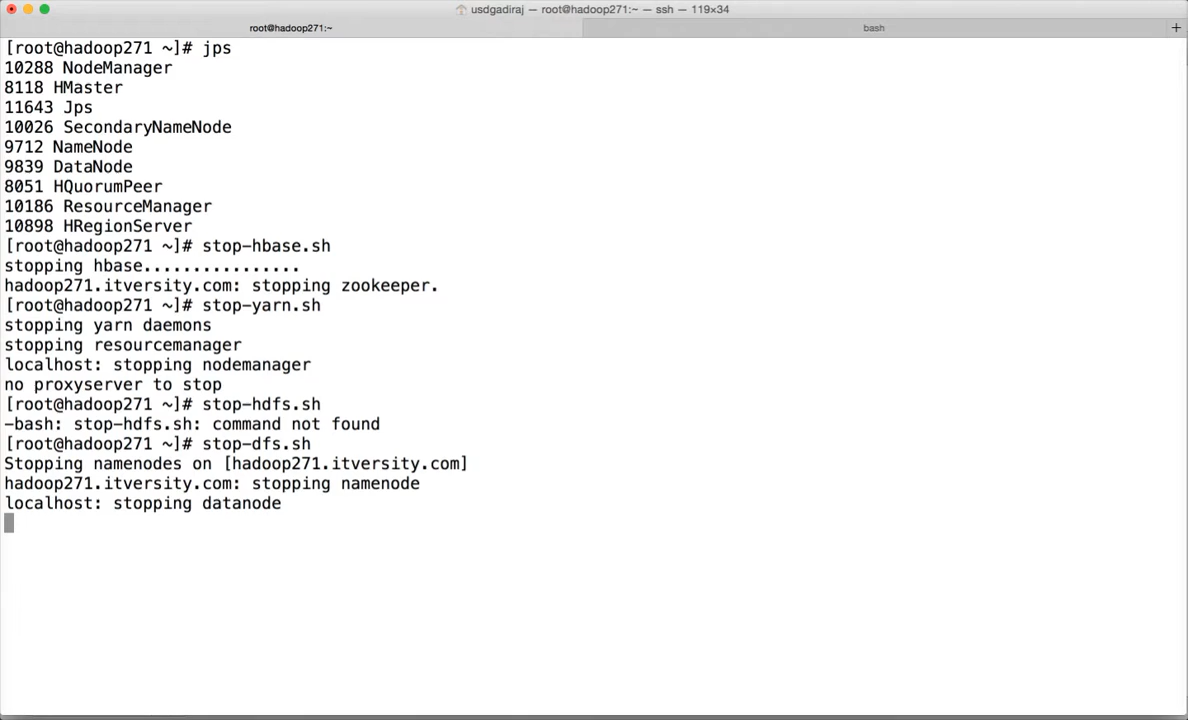 usdgadiraj — root@hadoop271:~ — ssh — 119×34
root@hadoop271:~ bash +
[root@hadoop271 ~]# jps
10288 NodeManager
8118 HMaster
11643 Jps
10026 SecondaryNameNode
9712 NameNode
9839 DataNode
8051 HQuorumPeer
10186 ResourceManager
10898 HRegionServer
[root@hadoop271 ~]# stop-hbase.sh
stopping hbase................
hadoop271.itversity.com: stopping zookeeper.
[root@hadoop271 ~]# stop-yarn.sh
stopping yarn daemons
stopping resourcemanager
localhost: stopping nodemanager
no proxyserver to stop
[root@hadoop271 ~]# stop-hdfs.sh
-bash: stop-hdfs.sh: command not found
[root@hadoop271 ~]# stop-dfs.sh
Stopping namenodes on [hadoop271.itversity.com]
hadoop271.itversity.com: stopping namenode
localhost: stopping datanode